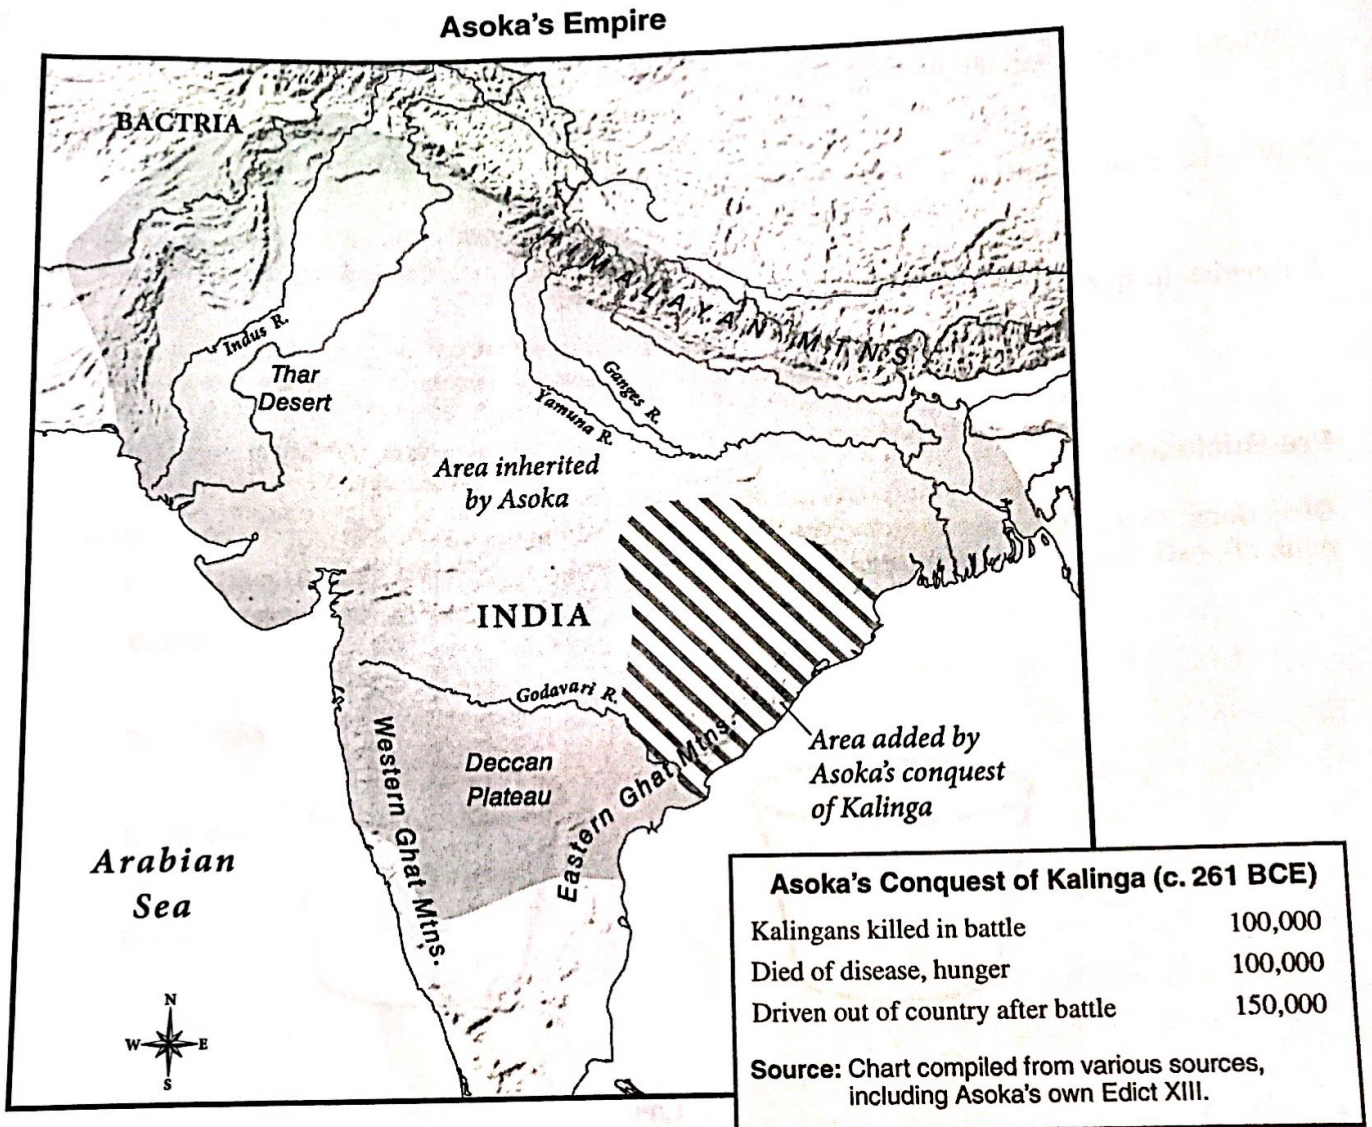 Asoka's Empire
BACTRIA
HIMALAYAN MTNS
Indus R.
Thar
Desert
Ganges R.
Yamuna R.
Area inherited
by Asoka
INDIA
Godavari R.
Western Ghat Mtns.
Deccan
Plateau
Eastern Ghat Mtns.
Area added by
Asoka's conquest
of Kalinga
Arabian
Sea
N
W E
S
Asoka's Conquest of Kalinga (c. 261 BCE)
Kalingans killed in battle 100,000
Died of disease, hunger 100,000
Driven out of country after battle 150,000
Source: Chart compiled from various sources,
including Asoka's own Edict XIII.